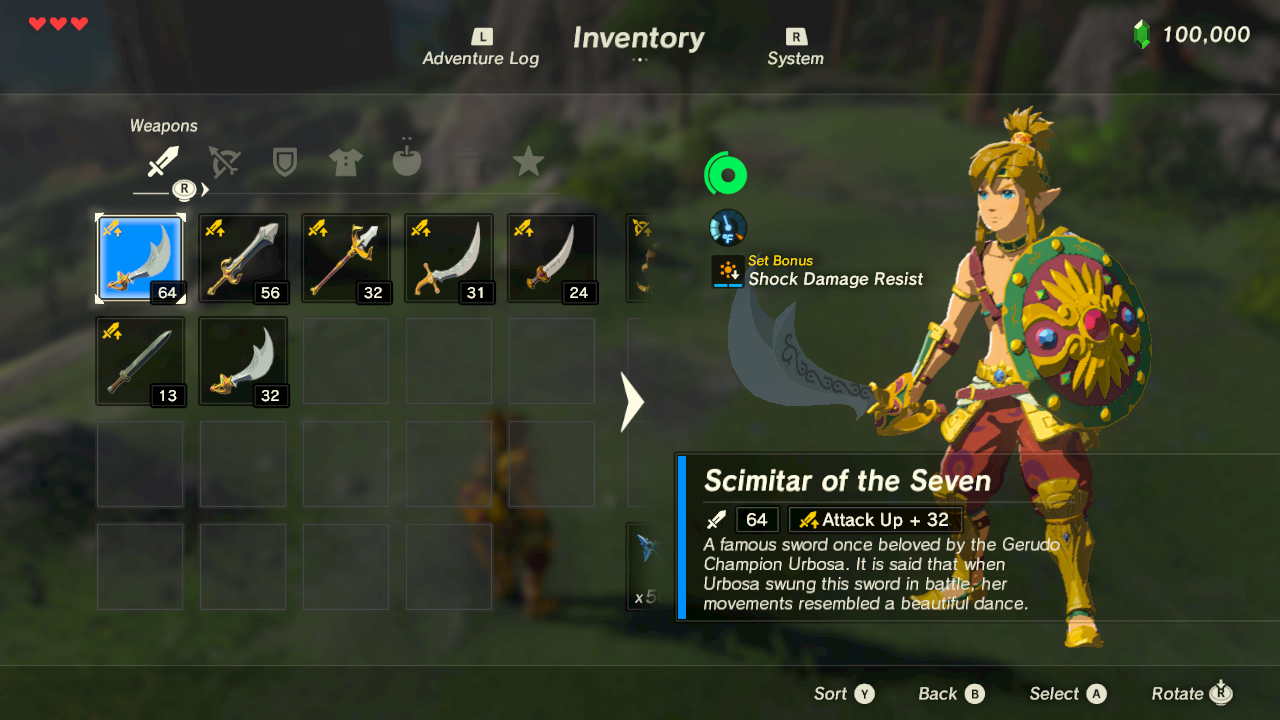 L
Adventure Log
Inventory
R
System
100,000
Weapons
R
64
56
32
31
24
13
32
x5
°F
Set Bonus
Shock Damage Resist
Scimitar of the Seven
64
Attack Up + 32
A famous sword once beloved by the Gerudo
Champion Urbosa. It is said that when
Urbosa swung this sword in battle, her
movements resembled a beautiful dance.
Sort Y
Back B
Select A
Rotate R